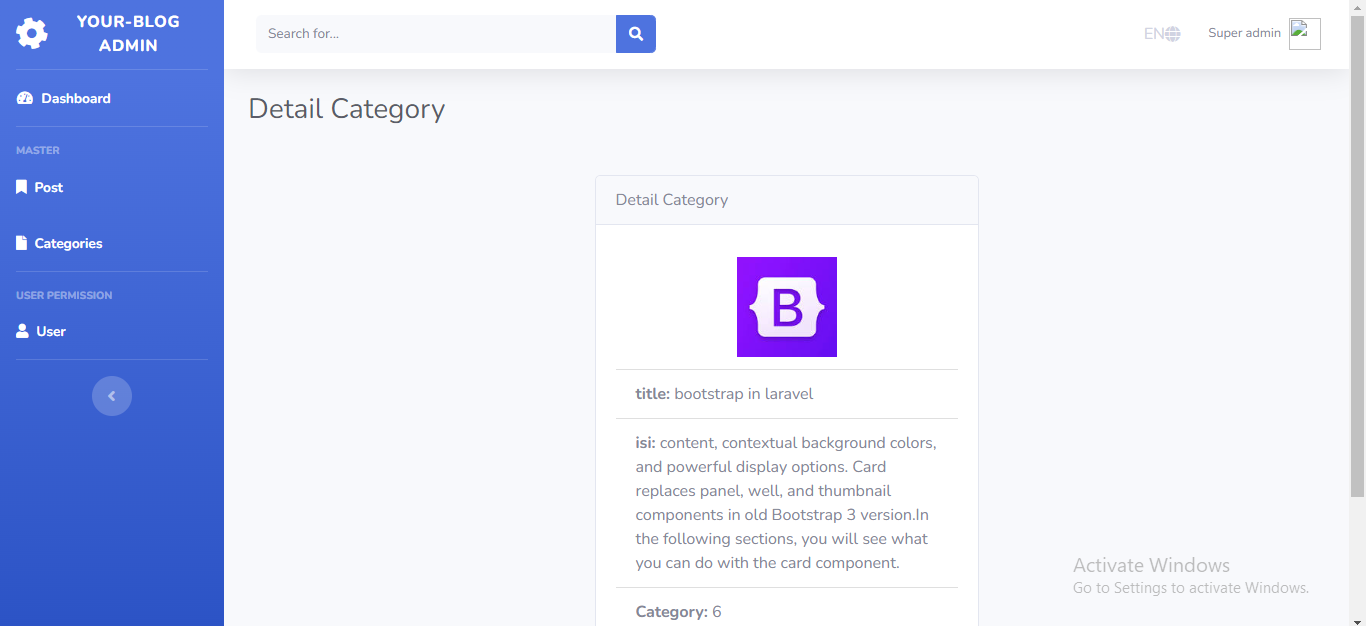 YOUR-BLOG
ADMIN
Search for...
EN
Super admin
Dashboard
Detail Category
MASTER
Post
Detail Category
Categories
B
USER PERMISSION
User
title: bootstrap in laravel
isi: content, contextual background colors,
and powerful display options. Card
replaces panel, well, and thumbnail
components in old Bootstrap 3 version.In
the following sections, you will see what
you can do with the card component.
Category: 6
Activate Windows
Go to Settings to activate Windows.